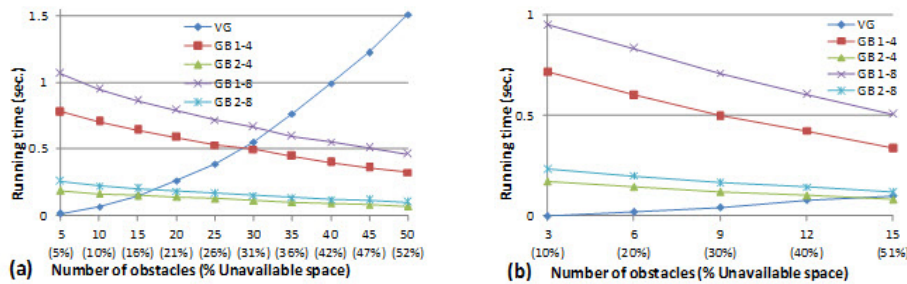 1.5
1
0.5
0
Running time (sec.)
VG
GB 1-4
GB 2-4
GB 1-8
GB 2-8
5 10 15 20 25 30 35 40 45 50
(5%) (10%) (16%) (21%) (26%) (31%) (36%) (42%) (47%) (52%)
(a) Number of obstacles (% Unavailable space)
1
0.5
0
Running time (sec.)
VG
GB 1-4
GB 2-4
GB 1-8
GB 2-8
3 6 9 12 15
(10%) (20%) (30%) (40%) (51%)
(b) Number of obstacles (% Unavailable space)